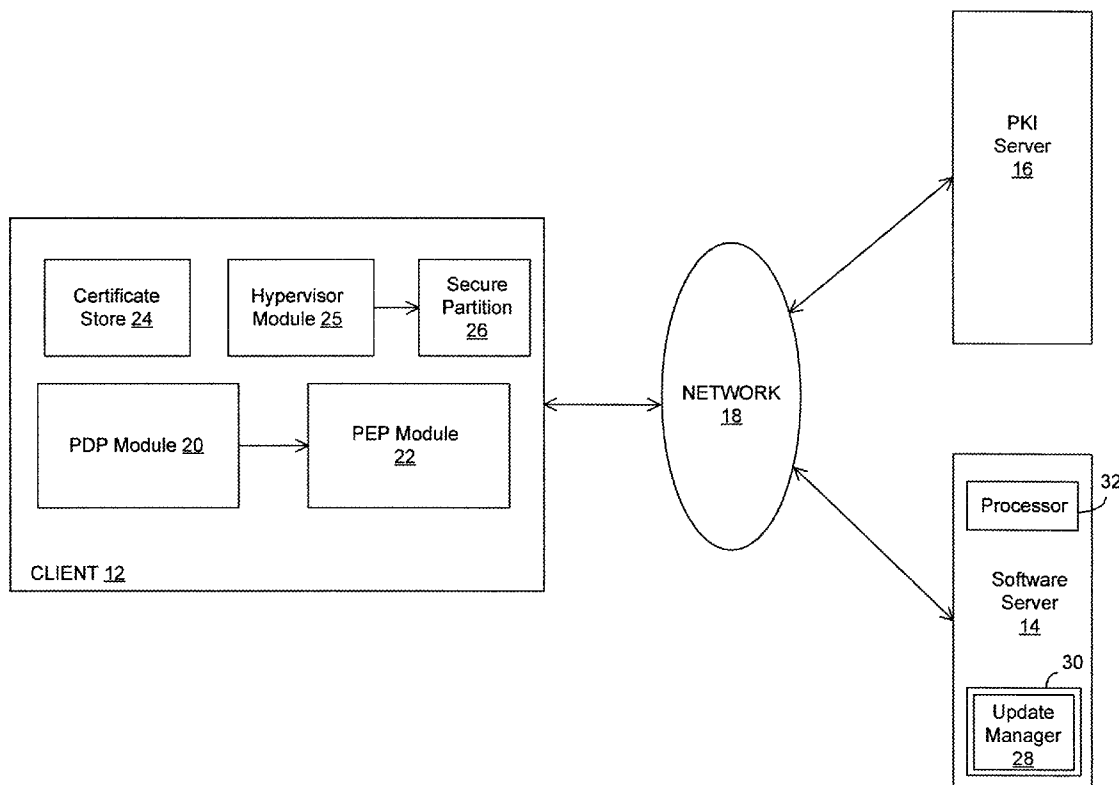 PKI
Server
16
Certificate
Store 24
Hypervisor
Module 25
Secure
Partition
26
PDP Module 20
PEP Module
22
CLIENT 12
NETWORK
18
Processor
32
Software
Server
14
30
Update
Manager
28